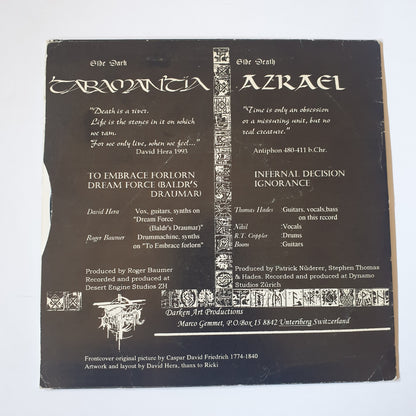 Side Dark
TARAMANTIA
"Death is a river.
Life is the stones in it on which
we ram.
For we only live, when we feel..."
David Hera 1993
TO EMBRACE FORLORN
DREAM FORCE (BALDR'S
DRAUMAR)
David Hera Vox, guitars, synths on
"Dream Force
(Baldr's Daumar)"
Roger Baumer Drummachine, synths
on "To Embrace forlorn"
Produced by Roger Baumer
Recorded and produced at
Desert Engine Studios ZH
Side Death
AZRAEL
"Time is only an obsession
or a missuring unit, but no
real creature."
Antiphon 480-411 b.Chr.
INFERNAL DECISION
IGNORANCE
Thomas Hades Guitars, vocals,bass
on this record
Nihil Vocals
R.T. Coppler Drums
Boom Guitars
Produced by Patrick Nüderer, Stephen Thomas
& Hades. Recorded and produced at Dynamo
Studios Zürich
Darken Art Productions
Marco Gemmet, P.O.Box 15 8842 Unteriberg Switzerland
Frontcover original picture by Caspar David Friedrich 1774-1840
Artwork and layout by David Hera, thanx to Ricki